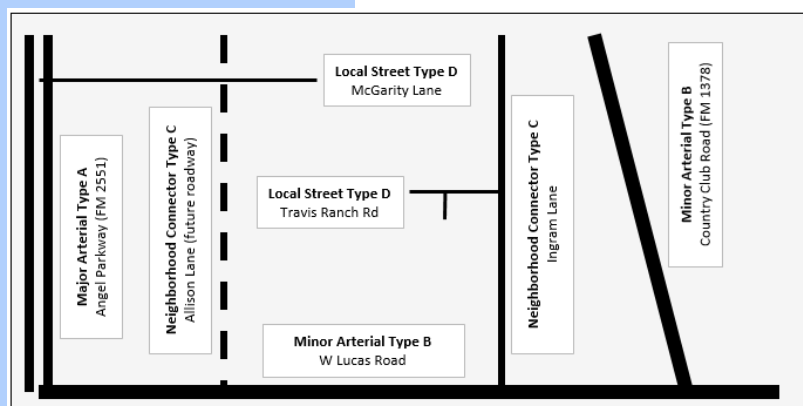 Local Street Type D
McGarity Lane
Major Arterial Type A
Angel Parkway (FM 2551)
Neighborhood Connector Type C
Allison Lane (future roadway)
Local Street Type D
Travis Ranch Rd
Neighborhood Connector Type C
Ingram Lane
Minor Arterial Type B
Country Club Road (FM 1378)
Minor Arterial Type B
W Lucas Road